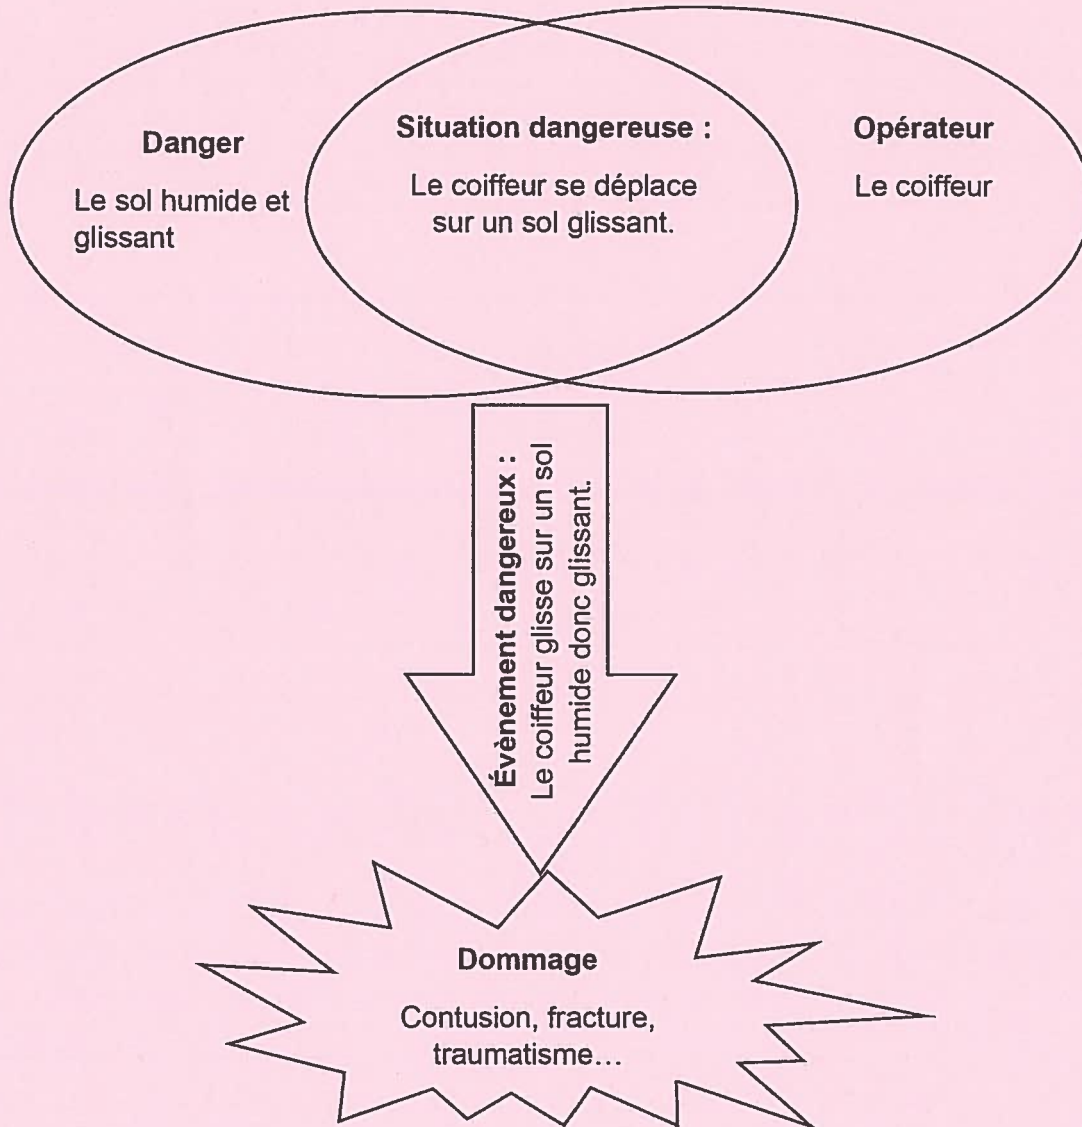 Danger
Le sol humide et
glissant
Situation dangereuse :
Le coiffeur se déplace
sur un sol glissant.
Opérateur
Le coiffeur
Évènement dangereux :
Le coiffeur glisse sur un sol
humide donc glissant.
Dommage
Contusion, fracture,
traumatisme…